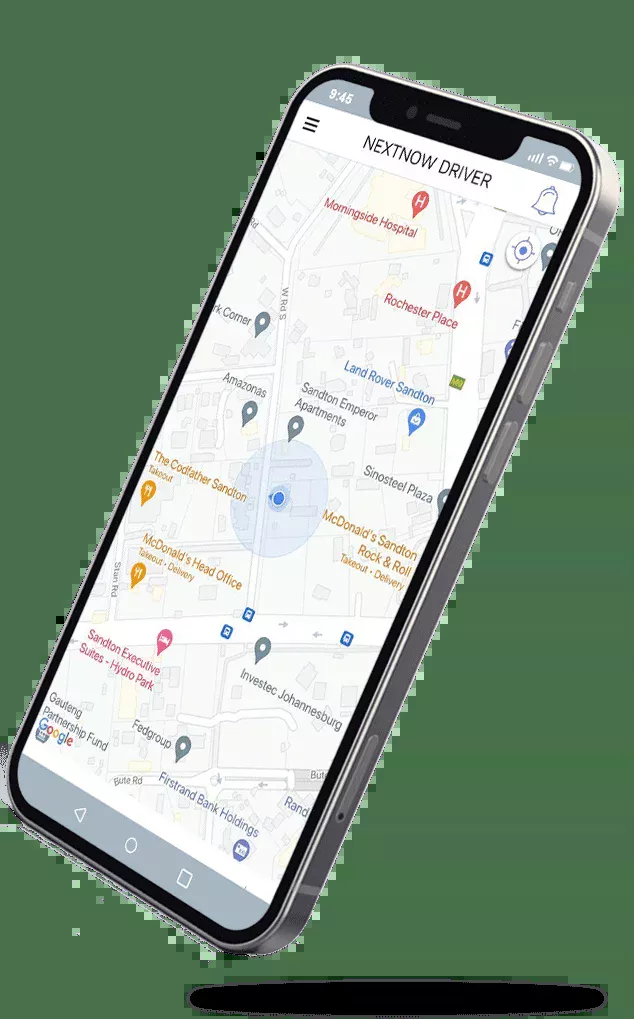 9:45
NEXTNOW DRIVER
Morningside Hospital
Rd
W Rd S
Rochester Place
rk Corner
Land Rover Sandton
Amazonas
Sandton Emperor
Apartments
The Codfather Sandton
Takeout
Sinosteel Plaza
McDonald's Sandton
Rock & Roll
Takeout • Delivery
McDonald's Head Office
Takeout • Delivery
Stan Rd
Sandton Executive
Suites - Hydro Park
Investec Johannesburg
Gauteng
Partnership Fund
Google
Fedgroup
Bute Rd
Bute
Firstrand Bank Holdings
Rand